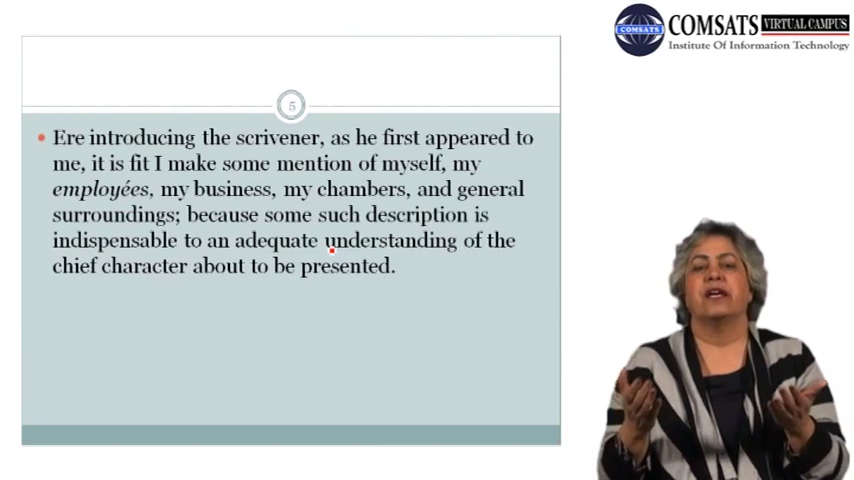 COMSATS VIRTUAL CAMPUS
COMSATS
Institute Of Information Technology
5
Ere introducing the scrivener, as he first appeared to
me, it is fit I make some mention of myself, my
employées, my business, my chambers, and general
surroundings; because some such description is
indispensable to an adequate understanding of the
chief character about to be presented.